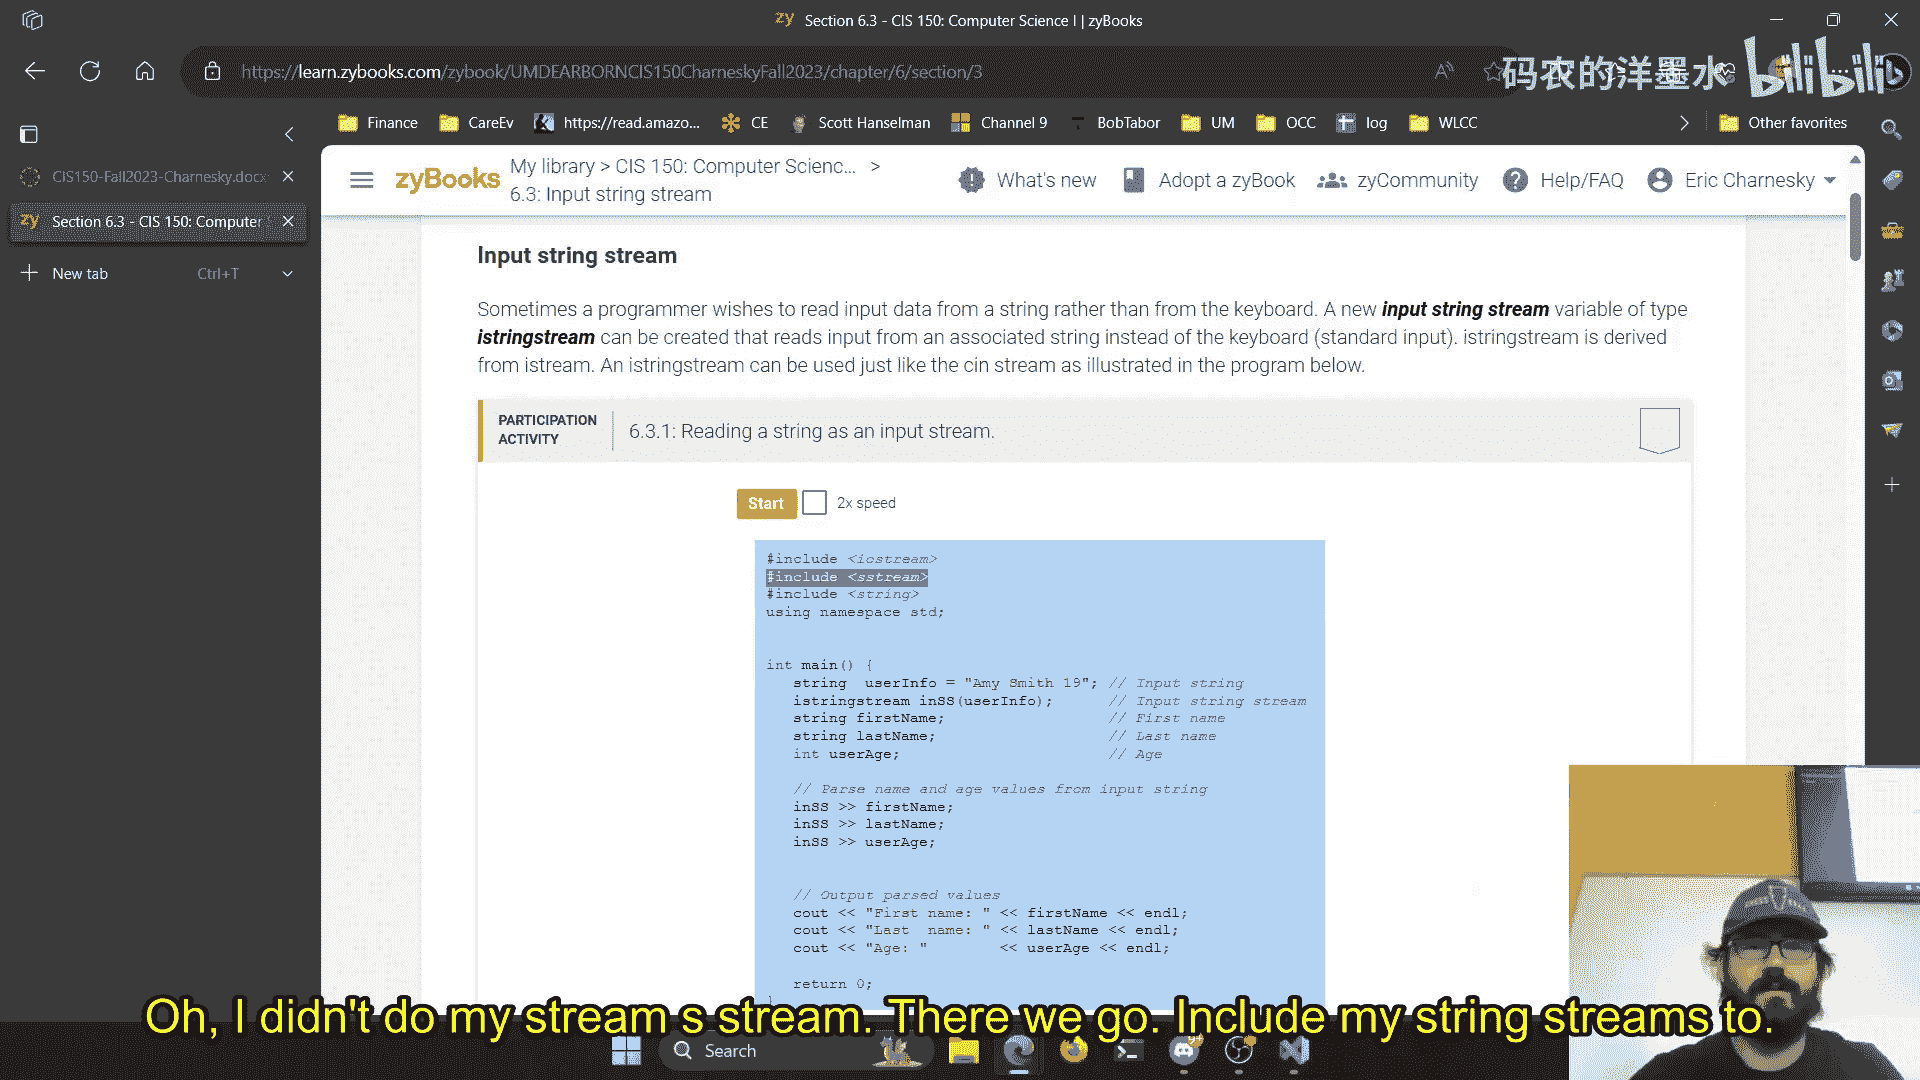 Section 6.3 - CIS 150: Computer Science I | zyBooks
https://learn.zybooks.com/zybook/UMDEARBORNCIS150CharneskyFall2023/chapter/6/section/3
码农的洋墨水 bilibili
Finance
CareEv
https://read.amazo...
CE
Scott Hanselman
Channel 9
BobTabor
UM
OCC
log
WLCC
Other favorites
CIS150-Fall2023-Charnesky.docx
Section 6.3 - CIS 150: Computer
New tab Ctrl+T
zyBooks
My library > CIS 150: Computer Scienc... >
6.3: Input string stream
What's new
Adopt a zyBook
zyCommunity
Help/FAQ
Eric Charnesky
Input string stream
Sometimes a programmer wishes to read input data from a string rather than from the keyboard. A new input string stream variable of type
istringstream can be created that reads input from an associated string instead of the keyboard (standard input). istringstream is derived
from istream. An istringstream can be used just like the cin stream as illustrated in the program below.
PARTICIPATION
ACTIVITY
6.3.1: Reading a string as an input stream.
Start 2x speed
#include <iostream>
#include <sstream>
#include <string>
using namespace std;
int main() {
string userInfo = "Amy Smith 19"; // Input string
istringstream inSS(userInfo); // Input string stream
string firstName; // First name
string lastName; // Last name
int userAge; // Age
// Parse name and age values from input string
inSS >> firstName;
inSS >> lastName;
inSS >> userAge;
// Output parsed values
cout << "First name: " << firstName << endl;
cout << "Last name: " << lastName << endl;
cout << "Age: " << userAge << endl;
return 0;
}
Oh, I didn't do my stream s stream. There we go. Include my string streams to.
Search